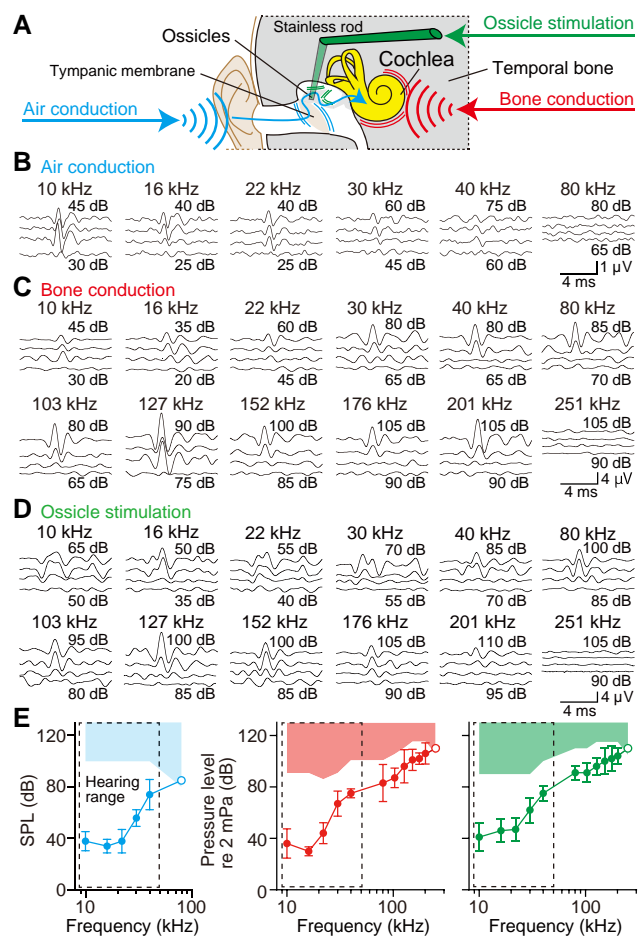 A
Ossicle stimulation
Stainless rod
Ossicles
Cochlea
Tympanic membrane
Temporal bone
Air conduction
Bone conduction
B Air conduction
10 kHz 16 kHz 22 kHz 30 kHz 40 kHz 80 kHz
45 dB 40 dB 40 dB 60 dB 75 dB 80 dB
30 dB 25 dB 25 dB 45 dB 60 dB 65 dB
1 µV
4 ms
C Bone conduction
10 kHz 16 kHz 22 kHz 30 kHz 40 kHz 80 kHz
45 dB 35 dB 60 dB 80 dB 80 dB 85 dB
30 dB 20 dB 45 dB 65 dB 65 dB 70 dB
103 kHz 127 kHz 152 kHz 176 kHz 201 kHz 251 kHz
80 dB 90 dB 100 dB 105 dB 105 dB 105 dB
65 dB 75 dB 85 dB 90 dB 90 dB 90 dB
4 µV
4 ms
D Ossicle stimulation
10 kHz 16 kHz 22 kHz 30 kHz 40 kHz 80 kHz
65 dB 50 dB 55 dB 70 dB 85 dB 100 dB
50 dB 35 dB 40 dB 55 dB 70 dB 85 dB
103 kHz 127 kHz 152 kHz 176 kHz 201 kHz 251 kHz
95 dB 100 dB 100 dB 105 dB 110 dB 105 dB
80 dB 85 dB 85 dB 90 dB 95 dB 90 dB
4 µV
4 ms
E
SPL (dB)
120
80
40
0
Hearing
range
10 100
Frequency (kHz)
Pressure level
re 2 mPa (dB)
120
80
40
0
10 100
Frequency (kHz)
10 100
Frequency (kHz)